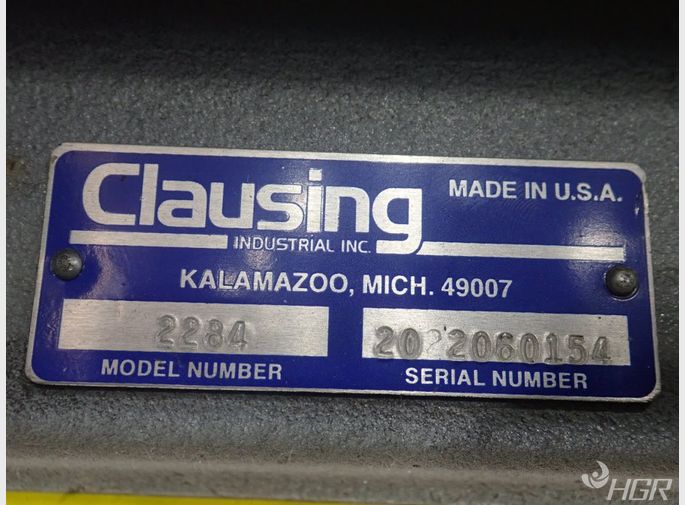 Clausing
INDUSTRIAL INC.
MADE IN U.S.A.
KALAMAZOO, MICH. 49007
2284
MODEL NUMBER
SERIAL NUMBER
HGR